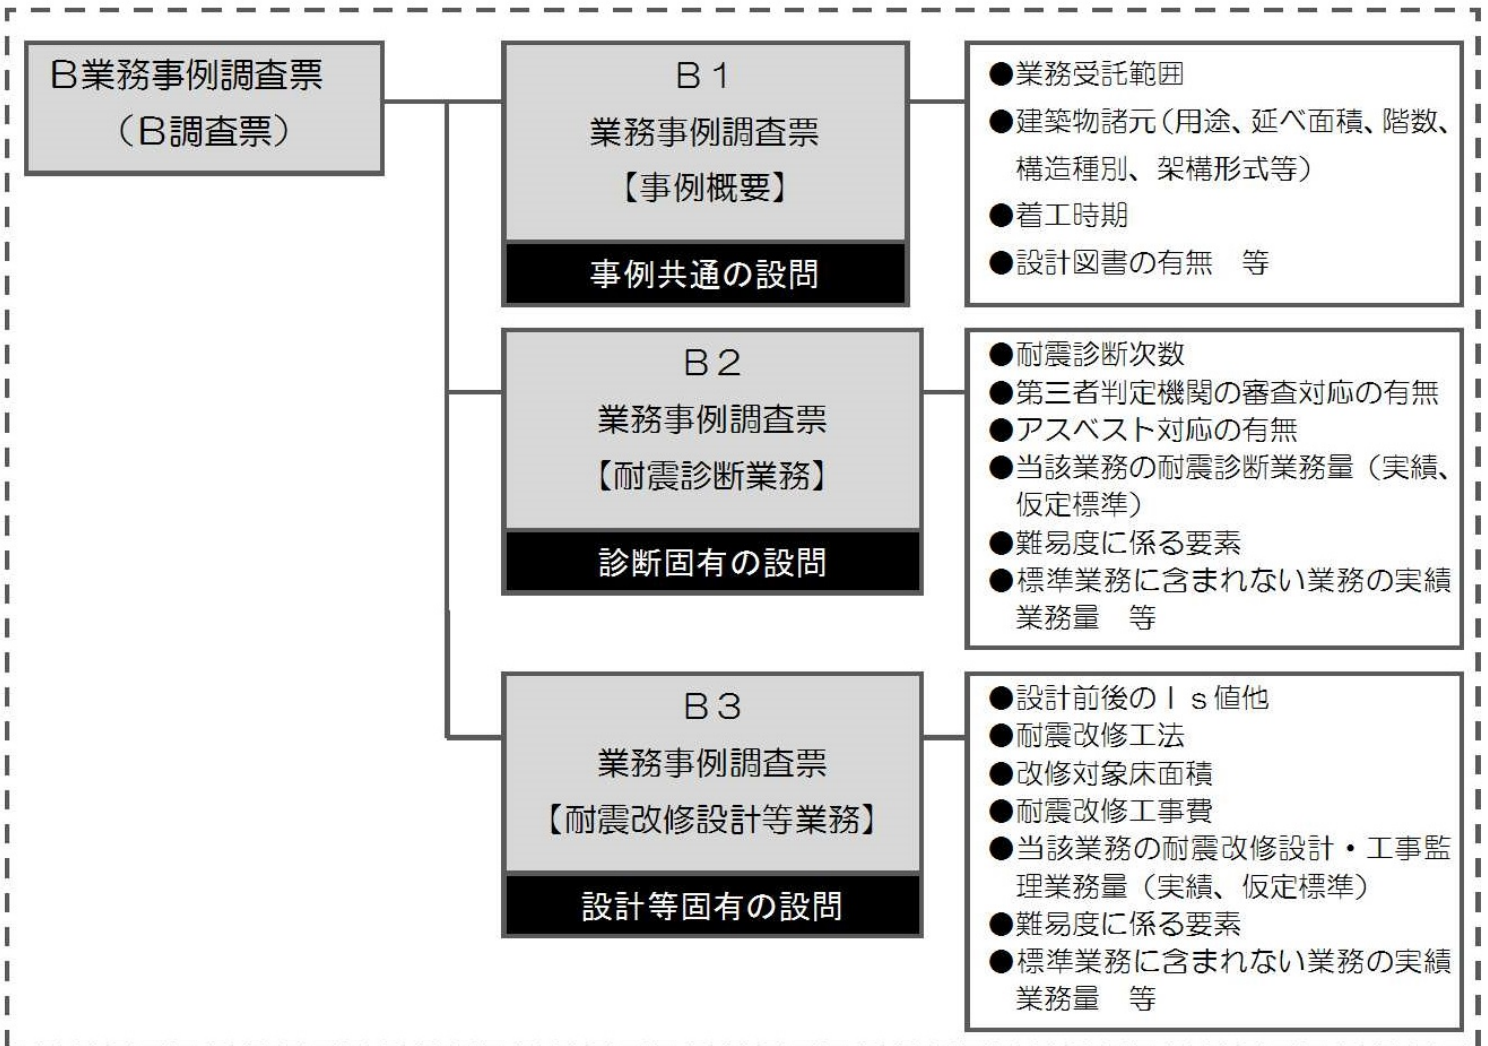 B業務事例調査票
（B調査票）
B1
業務事例調査票
【事例概要】
事例共通の設問
●業務受託範囲
●建築物諸元（用途、延べ面積、階数、
構造種別、架構形式等）
●着工時期
●設計図書の有無　等
B2
業務事例調査票
【耐震診断業務】
診断固有の設問
●耐震診断次数
●第三者判定機関の審査対応の有無
●アスベスト対応の有無
●当該業務の耐震診断業務量（実績、
仮定標準）
●難易度に係る要素
●標準業務に含まれない業務の実績
業務量　等
B3
業務事例調査票
【耐震改修設計等業務】
設計等固有の設問
●設計前後のＩｓ値他
●耐震改修工法
●改修対象床面積
●耐震改修工事費
●当該業務の耐震改修設計・工事監
理業務量（実績、仮定標準）
●難易度に係る要素
●標準業務に含まれない業務の実績
業務量　等